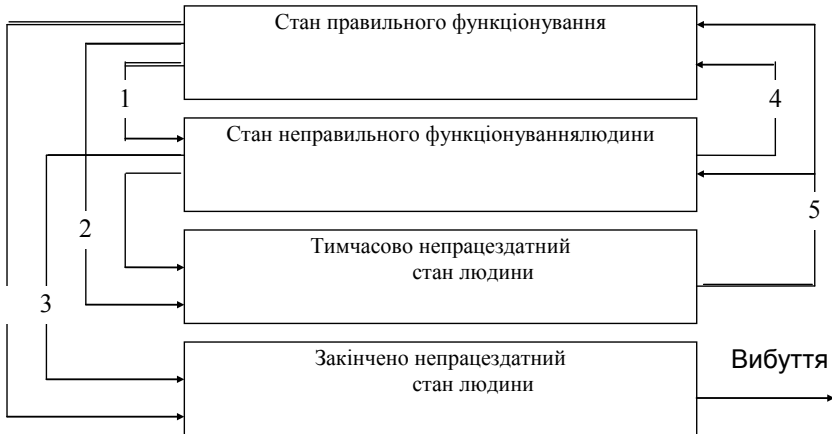 Стан правильного функціонування
1
4
Стан неправильного функціонуваннялюдини
2
5
Тимчасово непрацездатний
стан людини
3
Закінчено непрацездатний
стан людини
Вибуття